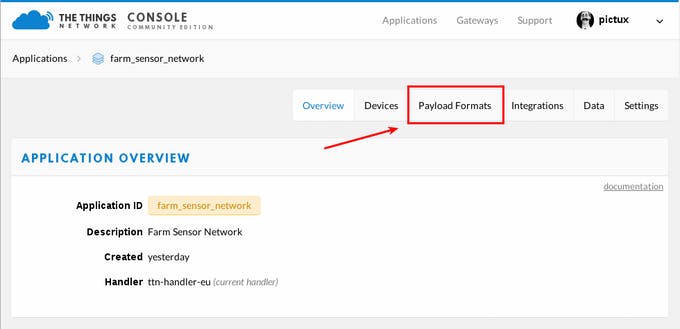 THE THINGS NETWORK CONSOLE COMMUNITY EDITION Applications Gateways Support pictux
Applications > farm_sensor_network
Overview Devices Payload Formats Integrations Data Settings
APPLICATION OVERVIEW
documentation
Application ID farm_sensor_network
Description Farm Sensor Network
Created yesterday
Handler ttn-handler-eu (current handler)